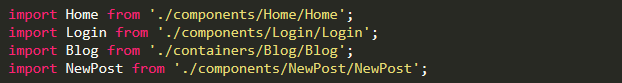 import Home from './components/Home/Home';
import Login from './components/Login/Login';
import Blog from './containers/Blog/Blog';
import NewPost from './components/NewPost/NewPost';